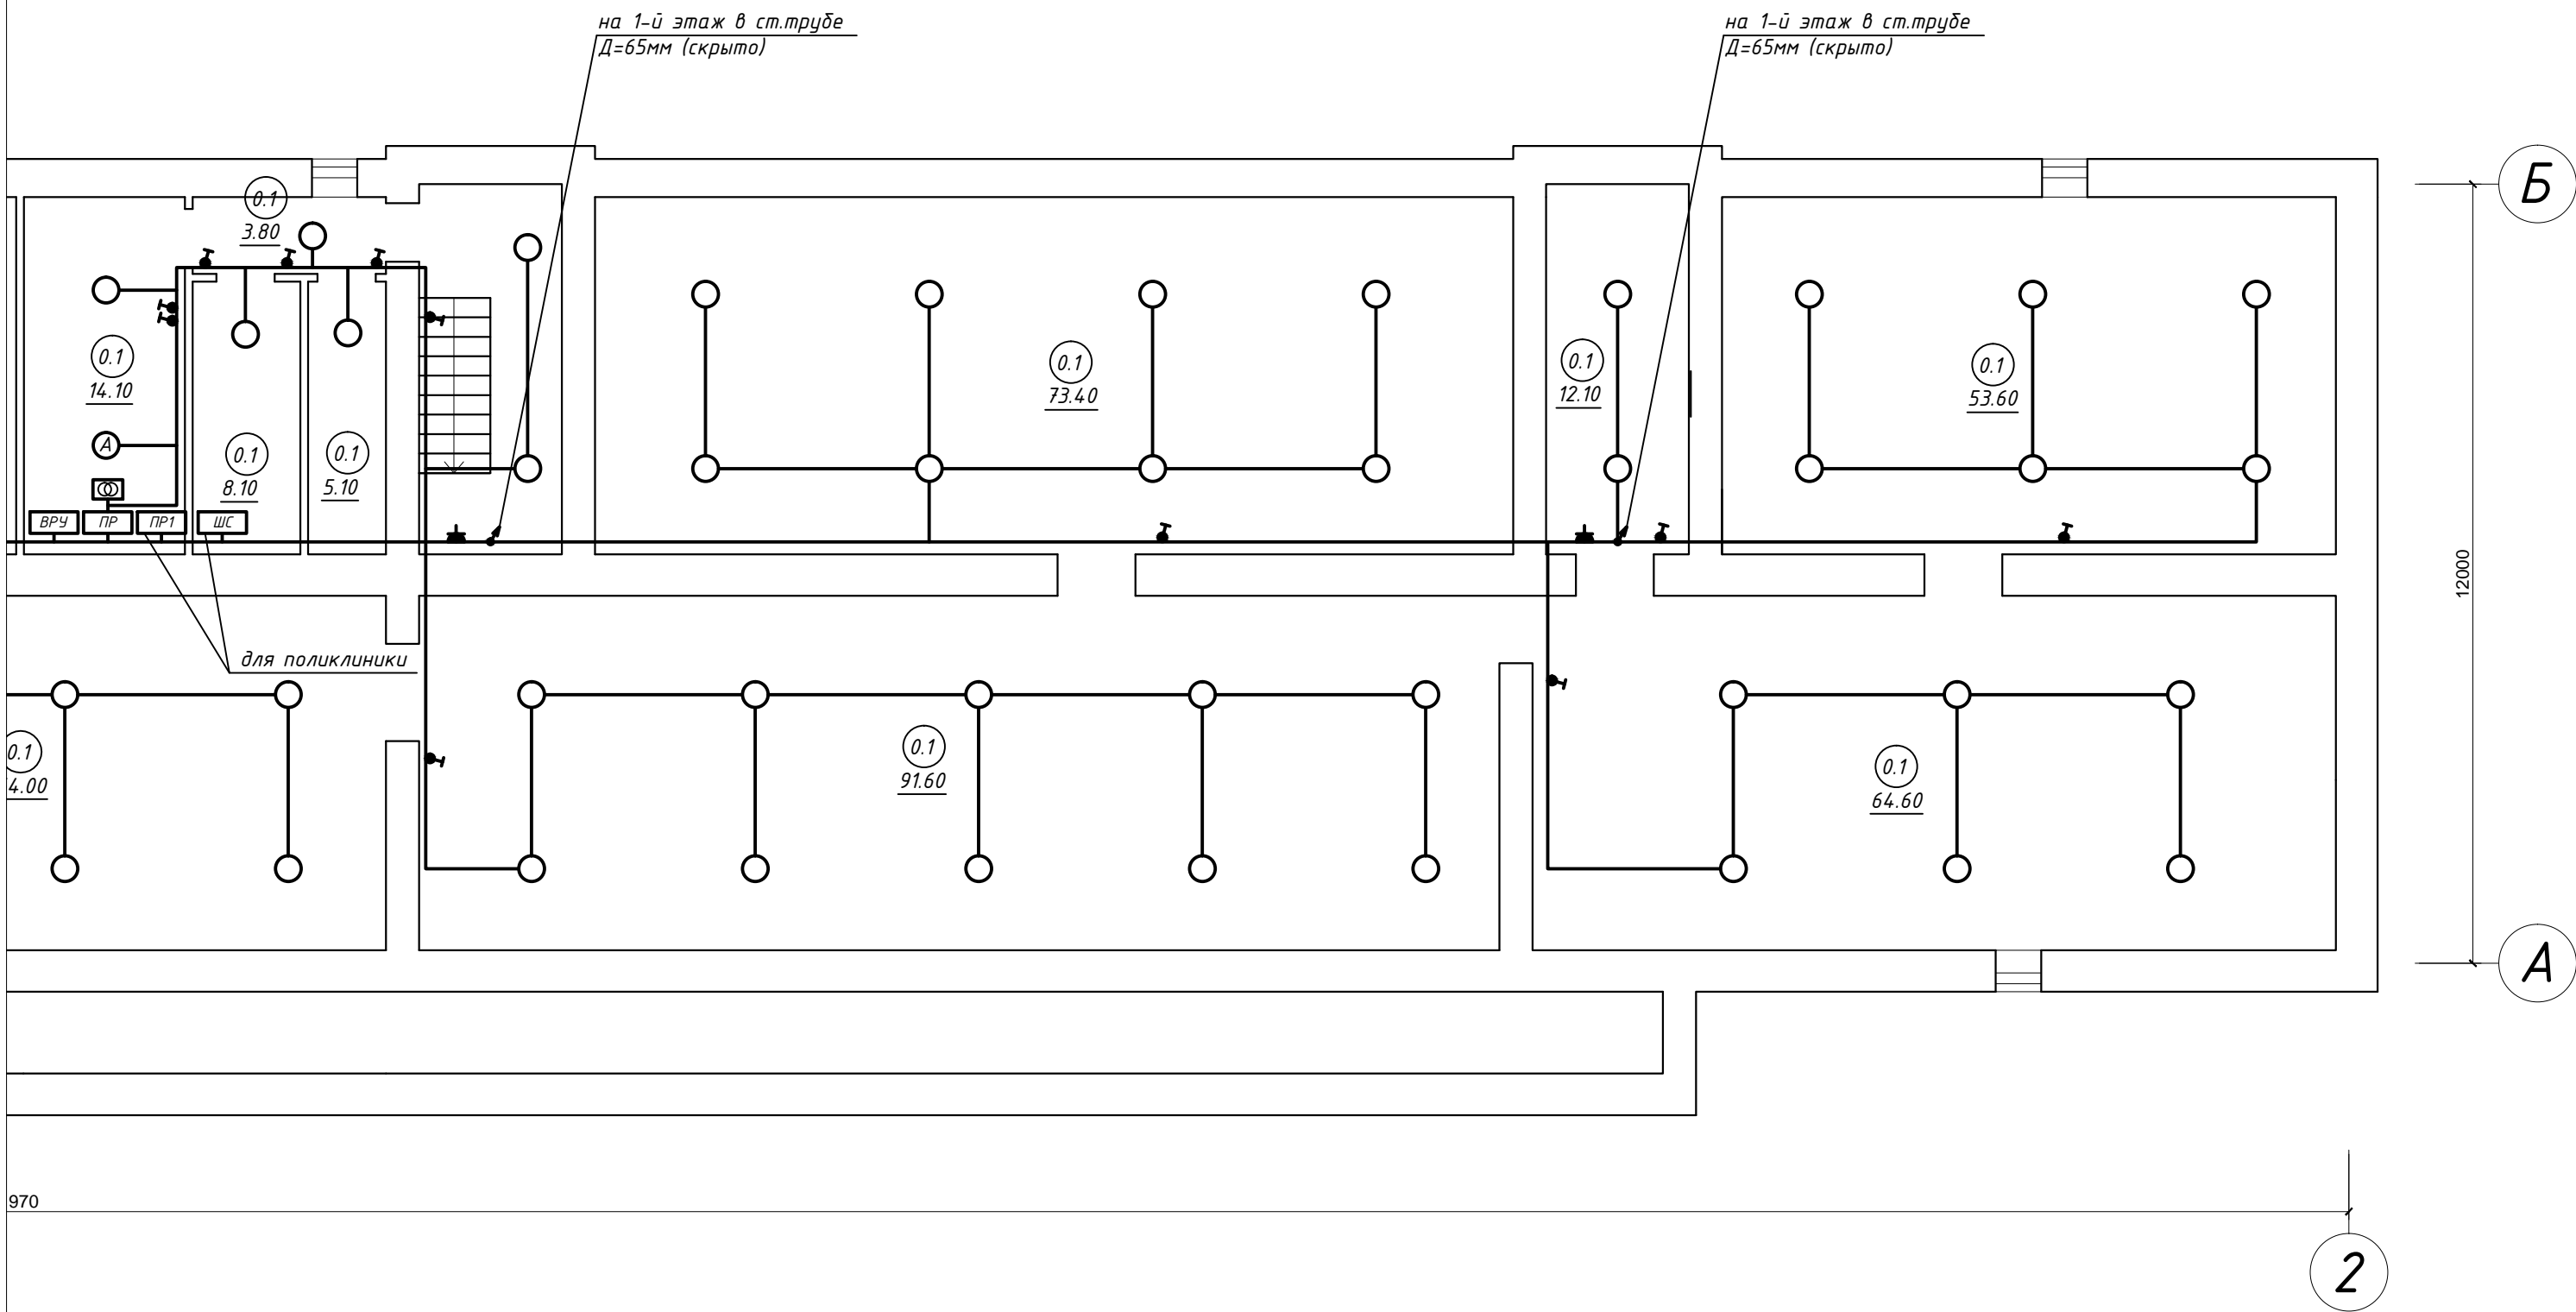 на 1-й этаж в ст.трубе
Д=65мм (скрыто)
на 1-й этаж в ст.трубе
Д=65мм (скрыто)
Б
0.1
3.80
0.1
14.10
0.1
73.40
0.1
12.10
0.1
53.60
А
0.1
8.10
0.1
5.10
ВРУ
ПР
ПР1
ШС
12000
для поликлиники
0.1
4.00
0.1
91.60
0.1
64.60
А
970
2